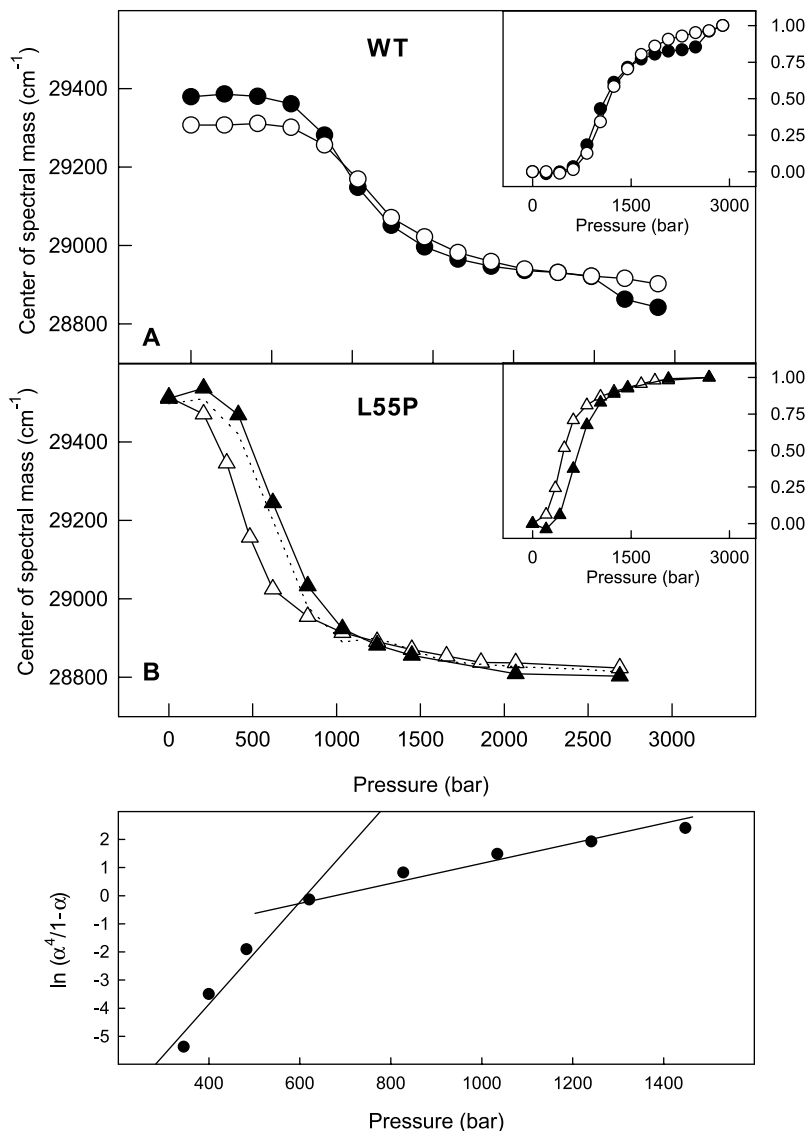 WT
Center of spectral mass (cm⁻¹)
29400
29200
29000
28800
A
1.00
0.75
0.50
0.25
0.00
0 1500 3000
Pressure (bar)
L55P
Center of spectral mass (cm⁻¹)
29400
29200
29000
28800
B
1.00
0.75
0.50
0.25
0.00
0 1500 3000
Pressure (bar)
0 500 1000 1500 2000 2500 3000
Pressure (bar)
ln (α⁴/1-α)
2
1
0
-1
-2
-3
-4
-5
400 600 800 1000 1200 1400
Pressure (bar)